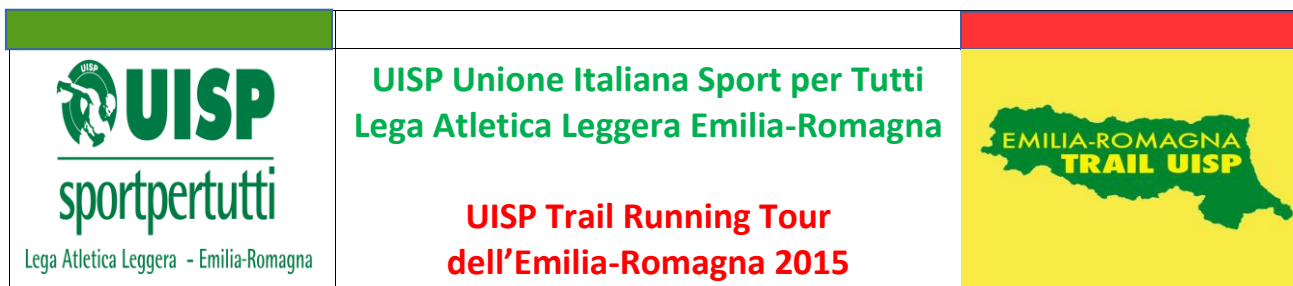 UISP
UISP
sportpertutti
Lega Atletica Leggera - Emilia-Romagna
UISP Unione Italiana Sport per Tutti
Lega Atletica Leggera Emilia-Romagna
UISP Trail Running Tour
dell’Emilia-Romagna 2015
EMILIA-ROMAGNA
TRAIL UISP